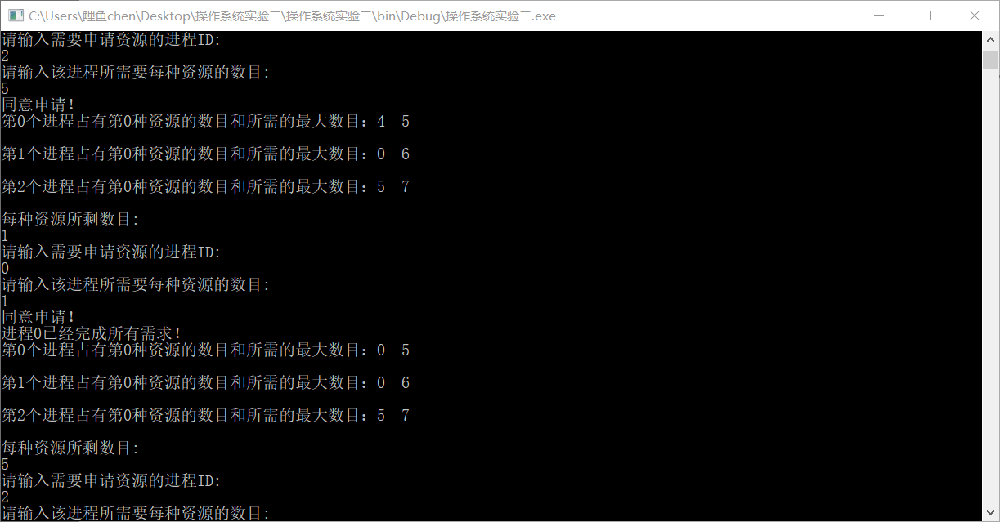 C:\Users\鲤鱼chen\Desktop\操作系统实验二\操作系统实验二\bin\Debug\操作系统实验二.exe
请输入需要申请资源的进程ID:
2
请输入该进程所需要每种资源的数目:
5
同意申请！
第0个进程占有第0种资源的数目和所需的最大数目：4  5
第1个进程占有第0种资源的数目和所需的最大数目：0  6
第2个进程占有第0种资源的数目和所需的最大数目：5  7
每种资源所剩数目:
1
请输入需要申请资源的进程ID:
0
请输入该进程所需要每种资源的数目:
1
同意申请！
进程0已经完成所有需求！
第0个进程占有第0种资源的数目和所需的最大数目：0  5
第1个进程占有第0种资源的数目和所需的最大数目：0  6
第2个进程占有第0种资源的数目和所需的最大数目：5  7
每种资源所剩数目:
5
请输入需要申请资源的进程ID:
2
请输入该进程所需要每种资源的数目: